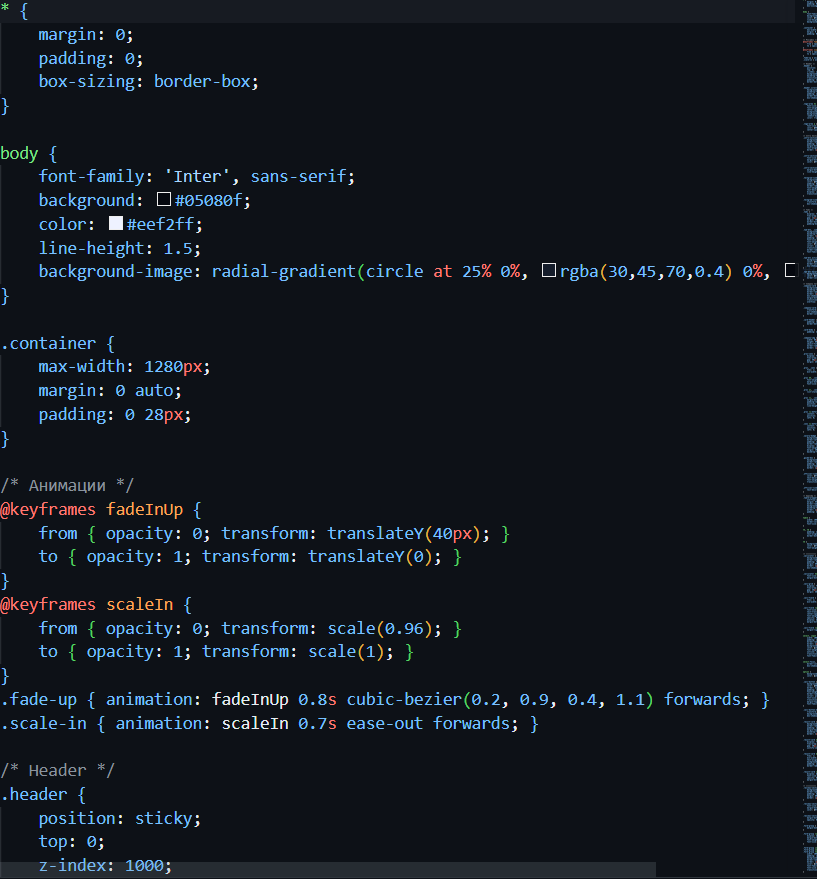 * {
    margin: 0;
    padding: 0;
    box-sizing: border-box;
}

body {
    font-family: 'Inter', sans-serif;
    background: #05080f;
    color: #eef2ff;
    line-height: 1.5;
    background-image: radial-gradient(circle at 25% 0%, rgba(30,45,70,0.4) 0%,
}

.container {
    max-width: 1280px;
    margin: 0 auto;
    padding: 0 28px;
}

/* Анимации */
@keyframes fadeInUp {
    from { opacity: 0; transform: translateY(40px); }
    to { opacity: 1; transform: translateY(0); }
}
@keyframes scaleIn {
    from { opacity: 0; transform: scale(0.96); }
    to { opacity: 1; transform: scale(1); }
}
.fade-up { animation: fadeInUp 0.8s cubic-bezier(0.2, 0.9, 0.4, 1.1) forwards; }
.scale-in { animation: scaleIn 0.7s ease-out forwards; }

/* Header */
.header {
    position: sticky;
    top: 0;
    z-index: 1000;